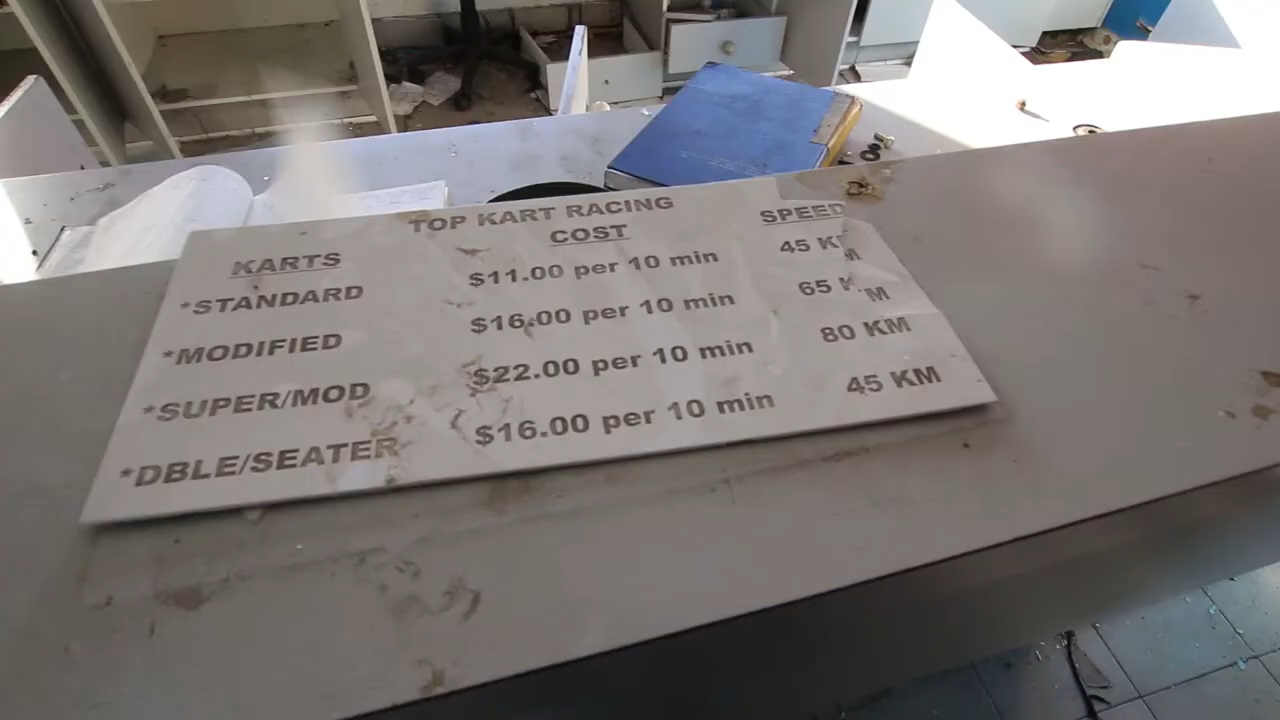 TOP KART RACING
KARTS COST SPEED
*STANDARD $11.00 per 10 min 45 KM
*MODIFIED $16.00 per 10 min 65 KM
*SUPER/MOD $22.00 per 10 min 80 KM
*DBLE/SEATER $16.00 per 10 min 45 KM